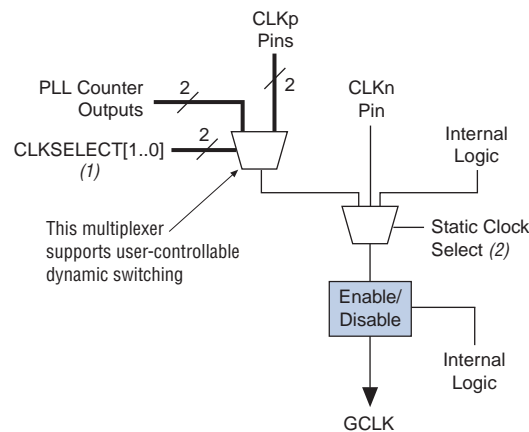 CLKp
Pins
PLL Counter
Outputs
2
2
CLKn
Pin
CLKSELECT[1..0]
(1)
2
Internal
Logic
This multiplexer
supports user-controllable
dynamic switching
Static Clock
Select (2)
Enable/
Disable
Internal
Logic
GCLK